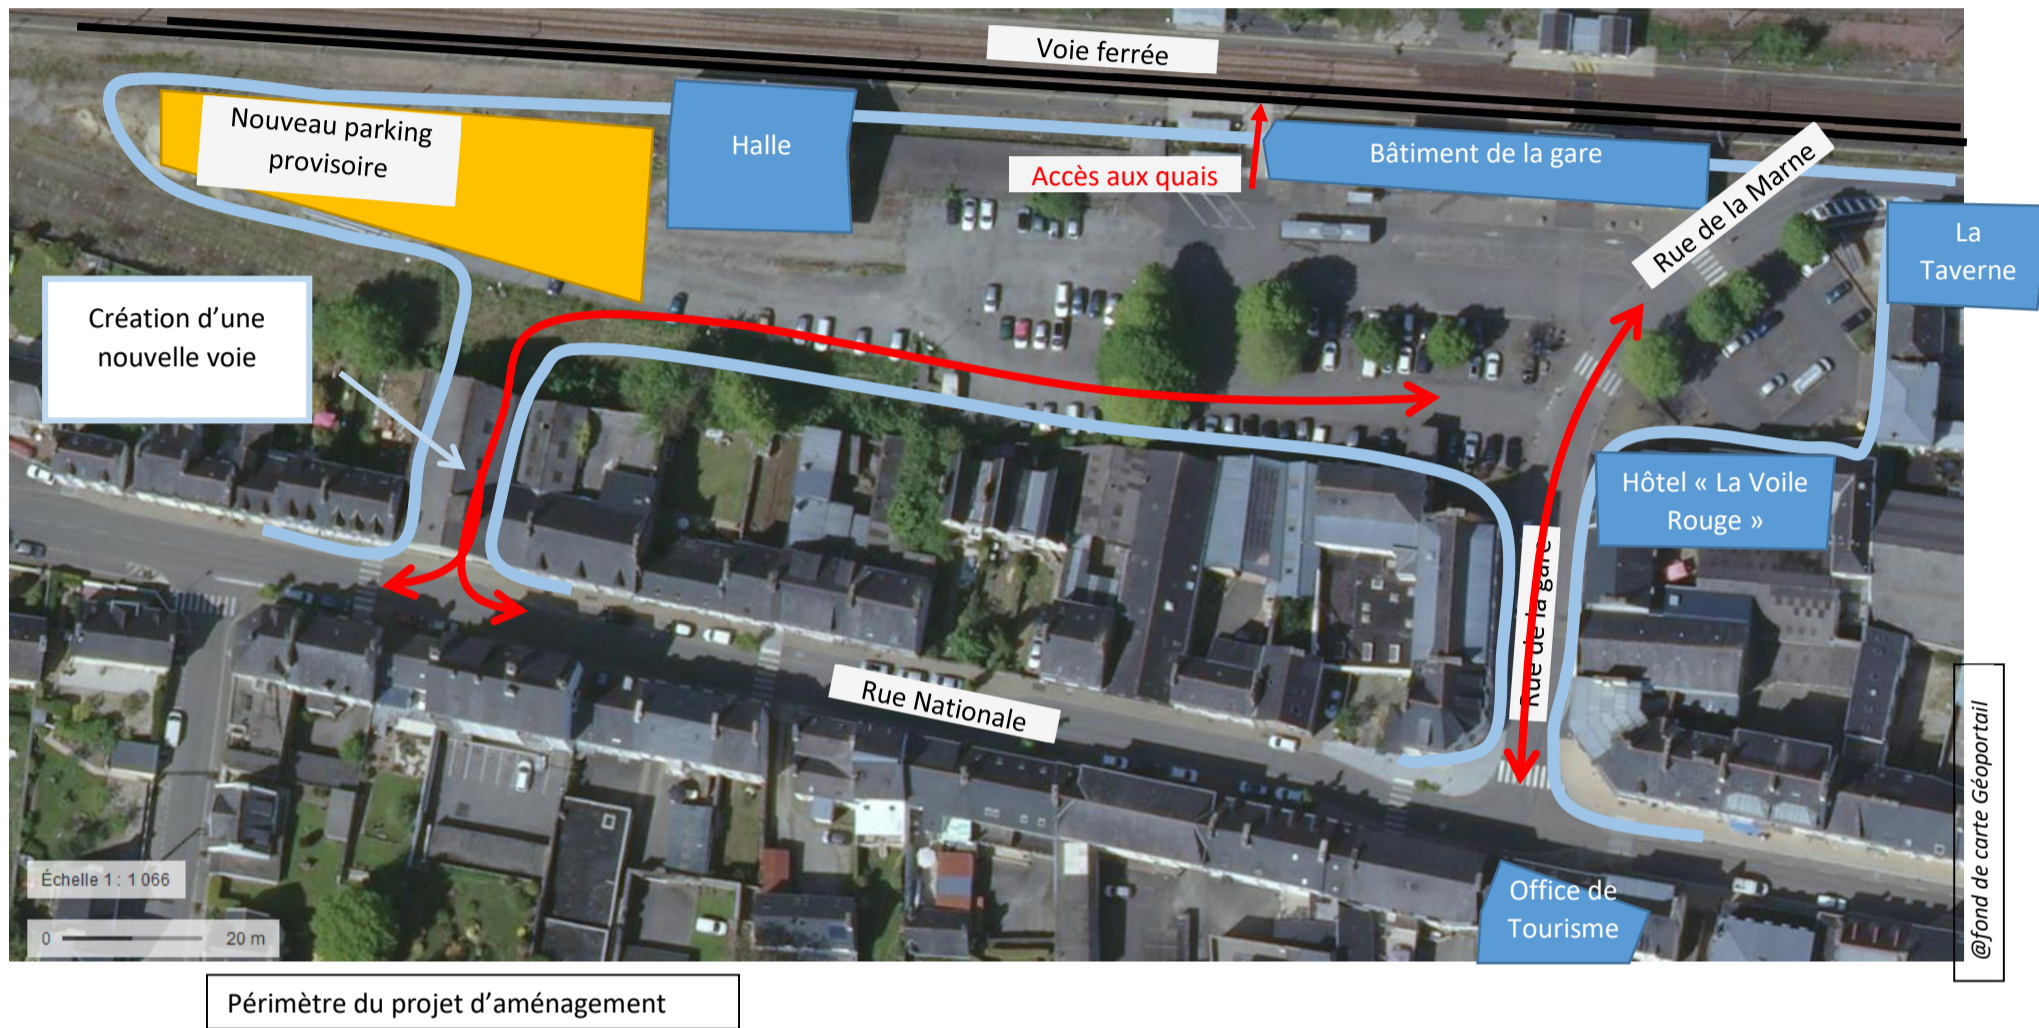 Voie ferrée
Nouveau parking
provisoire
Halle
Bâtiment de la gare
Accès aux quais
Rue de la Marne
La
Taverne
Création d’une
nouvelle voie
Hôtel « La Voile
Rouge »
Rue de la gare
Rue Nationale
Office de
Tourisme
@fond de carte Géoportail
Échelle 1 : 1 066
0 20 m
Périmètre du projet d’aménagement